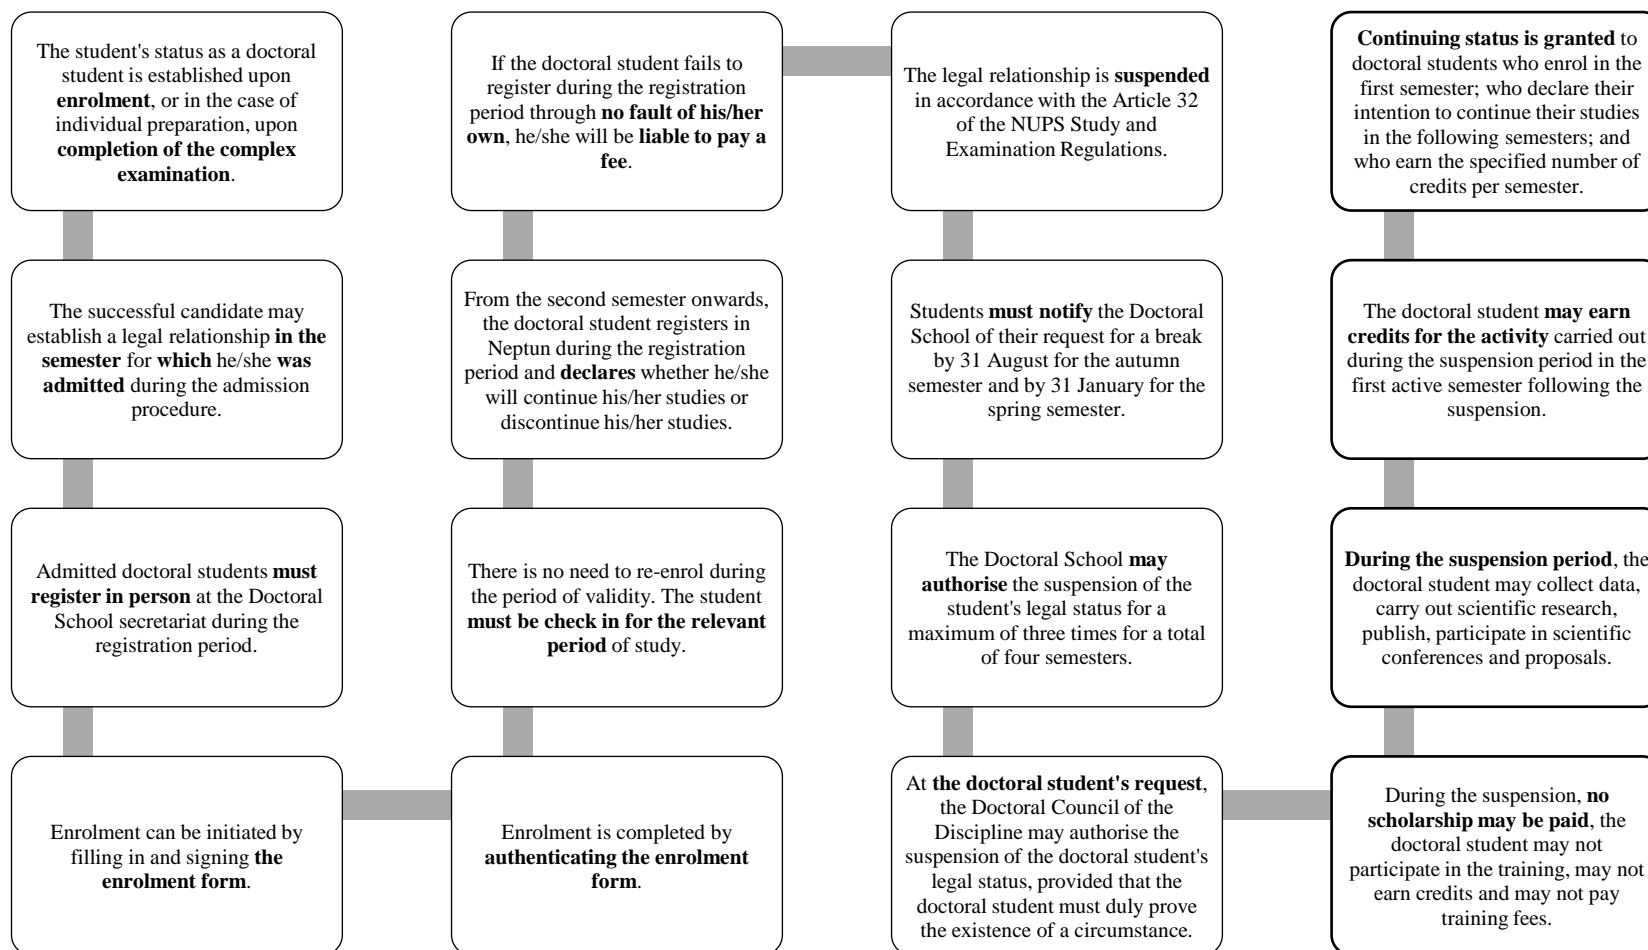 The student's status as a doctoral
student is established upon
enrolment, or in the case of
individual preparation, upon
completion of the complex
examination.
The successful candidate may
establish a legal relationship in the
semester for which he/she was
admitted during the admission
procedure.
Admitted doctoral students must
register in person at the Doctoral
School secretariat during the
registration period.
Enrolment can be initiated by
filling in and signing the
enrolment form.
Enrolment is completed by
authenticating the enrolment
form.
There is no need to re-enrol during
the period of validity. The student
must be check in for the relevant
period of study.
From the second semester onwards,
the doctoral student registers in
Neptun during the registration
period and declares whether he/she
will continue his/her studies or
discontinue his/her studies.
If the doctoral student fails to
register during the registration
period through no fault of his/her
own, he/she will be liable to pay a
fee.
The legal relationship is suspended
in accordance with the Article 32
of the NUPS Study and
Examination Regulations.
Students must notify the Doctoral
School of their request for a break
by 31 August for the autumn
semester and by 31 January for the
spring semester.
The Doctoral School may
authorise the suspension of the
student's legal status for a
maximum of three times for a total
of four semesters.
At the doctoral student's request,
the Doctoral Council of the
Discipline may authorise the
suspension of the doctoral student's
legal status, provided that the
doctoral student must duly prove
the existence of a circumstance.
During the suspension, no
scholarship may be paid, the
doctoral student may not
participate in the training, may not
earn credits and may not pay
training fees.
During the suspension period, the
doctoral student may collect data,
carry out scientific research,
publish, participate in scientific
conferences and proposals.
The doctoral student may earn
credits for the activity carried out
during the suspension period in the
first active semester following the
suspension.
Continuing status is granted to
doctoral students who enrol in the
first semester; who declare their
intention to continue their studies
in the following semesters; and
who earn the specified number of
credits per semester.